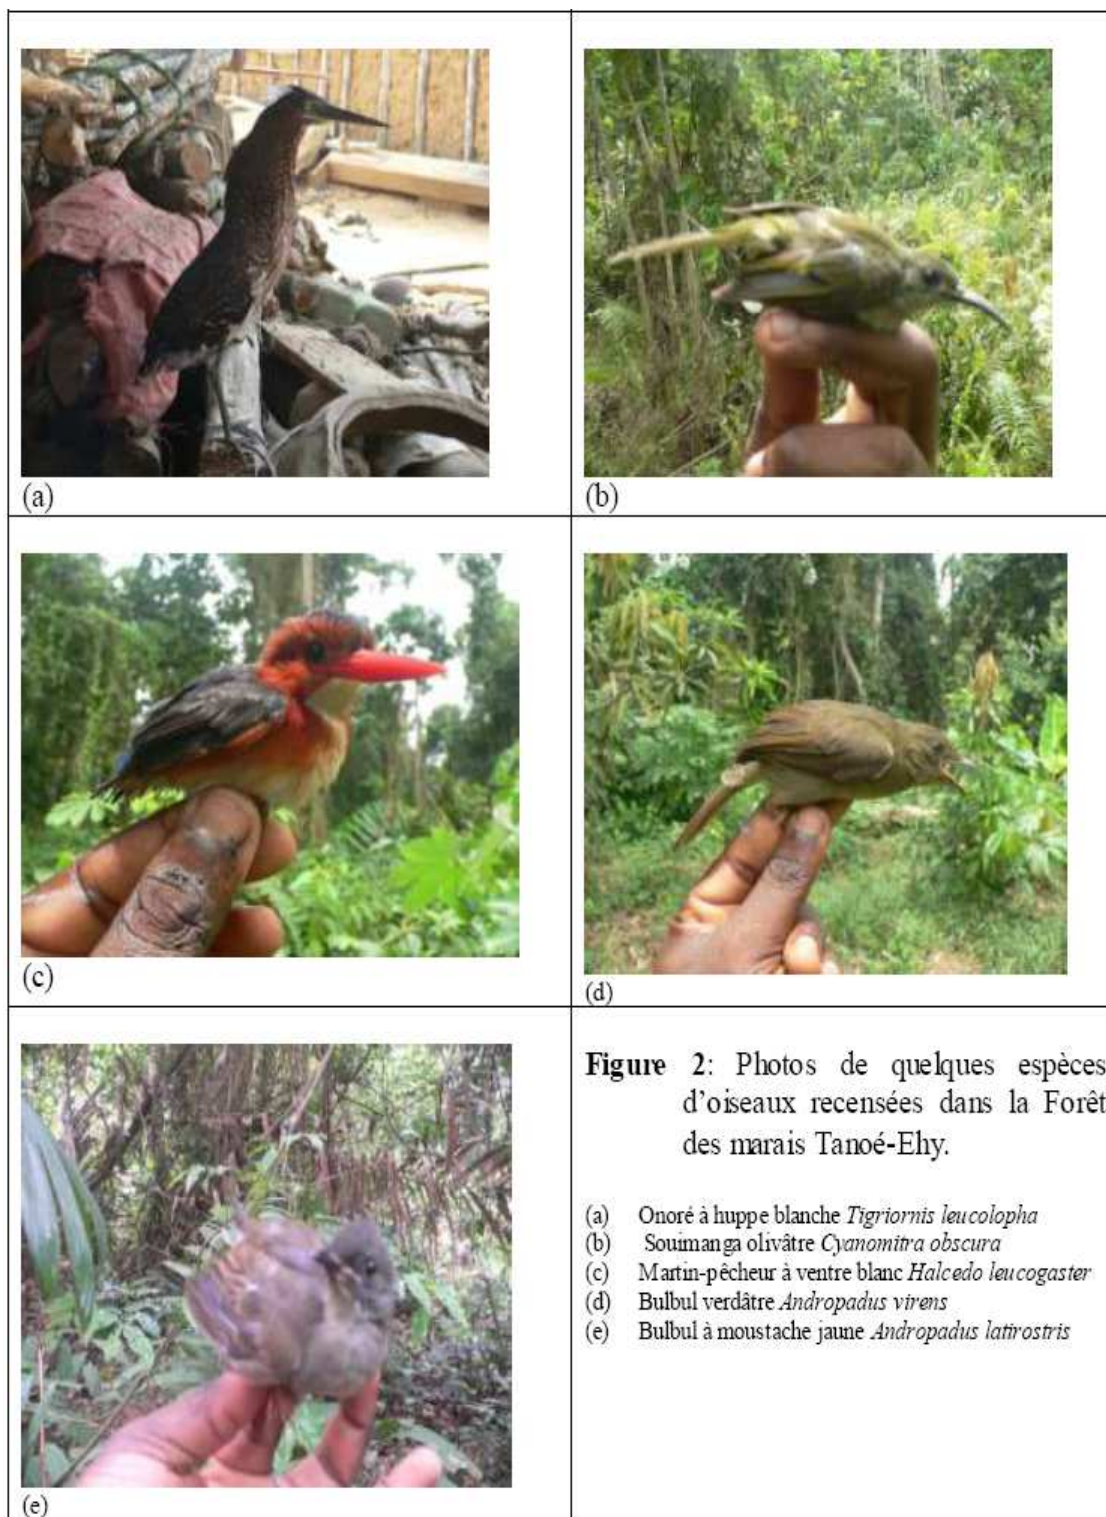 (a)
(b)
(c)
(d)
(e)
Figure 2: Photos de quelques espèces
d'oiseaux recensées dans la Forêt
des marais Tanoé-Ehy.
(a) Onoré à huppe blanche Tigriornis leucolopha
(b) Souimanga olivâtre Cyanomitra obscura
(c) Martin-pêcheur à ventre blanc Halcedo leucogaster
(d) Bulbul verdâtre Andropadus virens
(e) Bulbul à moustache jaune Andropadus latirostris